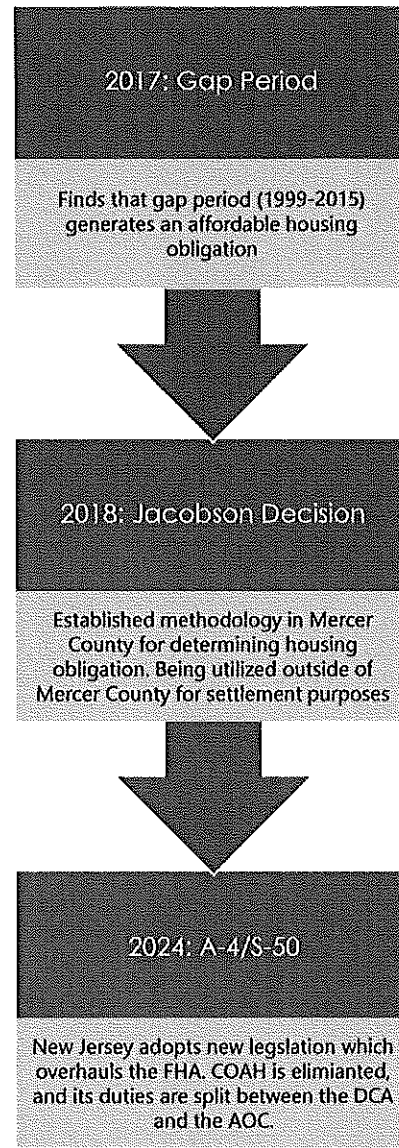 2017: Gap Period
Finds that gap period (1999-2015)
generates an affordable housing
obligation
2018: Jacobson Decision
Established methodology in Mercer
County for determining housing
obligation. Being utilized outside of
Mercer County for settlement purposes
2024: A-4/S-50
New Jersey adopts new legslation which
overhauls the FHA. COAH is elimianted,
and its duties are split between the DCA
and the AOC.